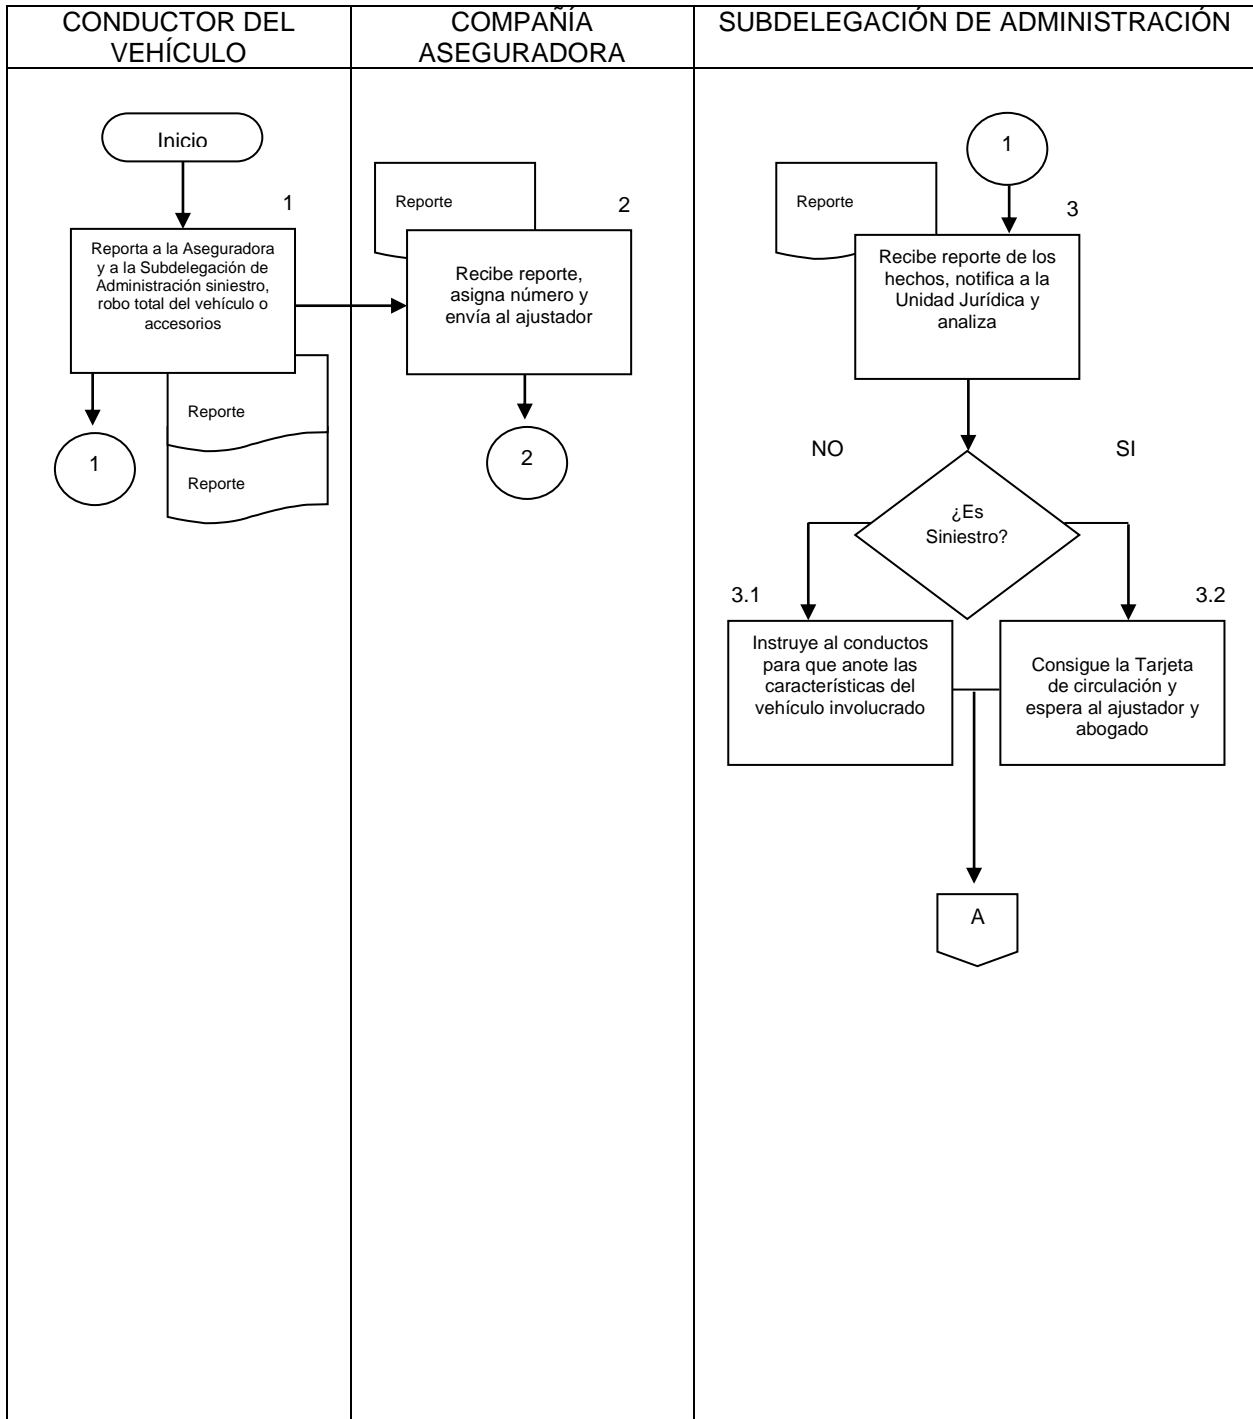 CONDUCTOR DEL
VEHÍCULO
COMPAÑÍA
ASEGURADORA
SUBDELEGACIÓN DE ADMINISTRACIÓN
Inicio
1
Reporta a la Aseguradora
y a la Subdelegación de
Administración siniestro,
robo total del vehículo o
accesorios
Reporte
Reporte
1
Reporte
2
Recibe reporte,
asigna número y
envía al ajustador
2
1
Reporte
3
Recibe reporte de los
hechos, notifica a la
Unidad Jurídica y
analiza
NO
SI
¿Es
Siniestro?
3.1
Instruye al conductos
para que anote las
características del
vehículo involucrado
3.2
Consigue la Tarjeta
de circulación y
espera al ajustador y
abogado
A